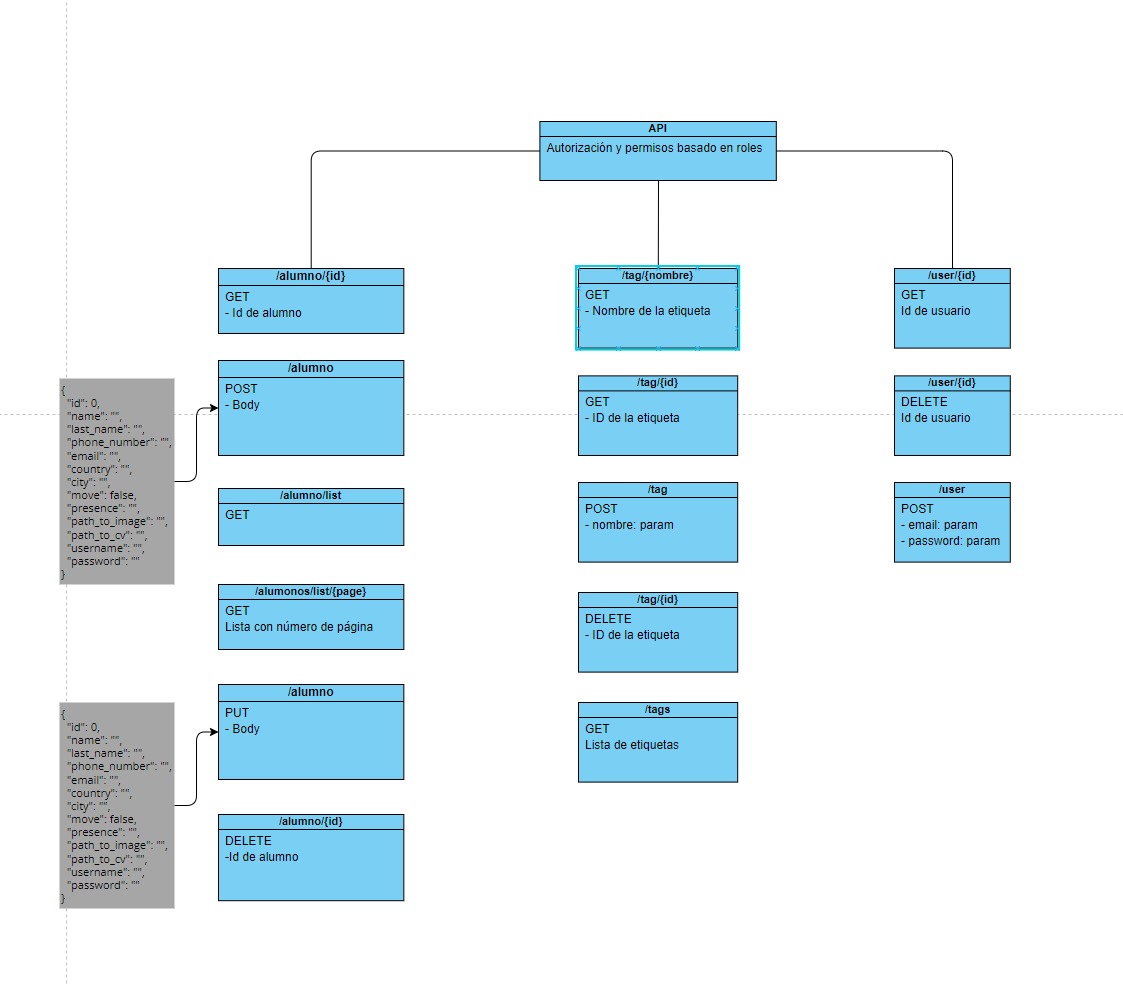 API
Autorización y permisos basado en roles
/alumno/{id}
GET
- Id de alumno
/alumno
POST
- Body
{
"id": 0,
"name": "",
"last_name": "",
"phone_number": "",
"email": "",
"country": "",
"city": "",
"move": false,
"presence": "",
"path_to_image": "",
"path_to_cv": "",
"username": "",
"password": ""
}
/alumno/list
GET
/alumonos/list/{page}
GET
Lista con número de página
/alumno
PUT
- Body
{
"id": 0,
"name": "",
"last_name": "",
"phone_number": "",
"email": "",
"country": "",
"city": "",
"move": false,
"presence": "",
"path_to_image": "",
"path_to_cv": "",
"username": "",
"password": ""
}
/alumno/{id}
DELETE
-Id de alumno
/tag/{nombre}
GET
- Nombre de la etiqueta
/tag/{id}
GET
- ID de la etiqueta
/tag
POST
- nombre: param
/tag/{id}
DELETE
- ID de la etiqueta
/tags
GET
Lista de etiquetas
/user/{id}
GET
Id de usuario
/user/{id}
DELETE
Id de usuario
/user
POST
- email: param
- password: param